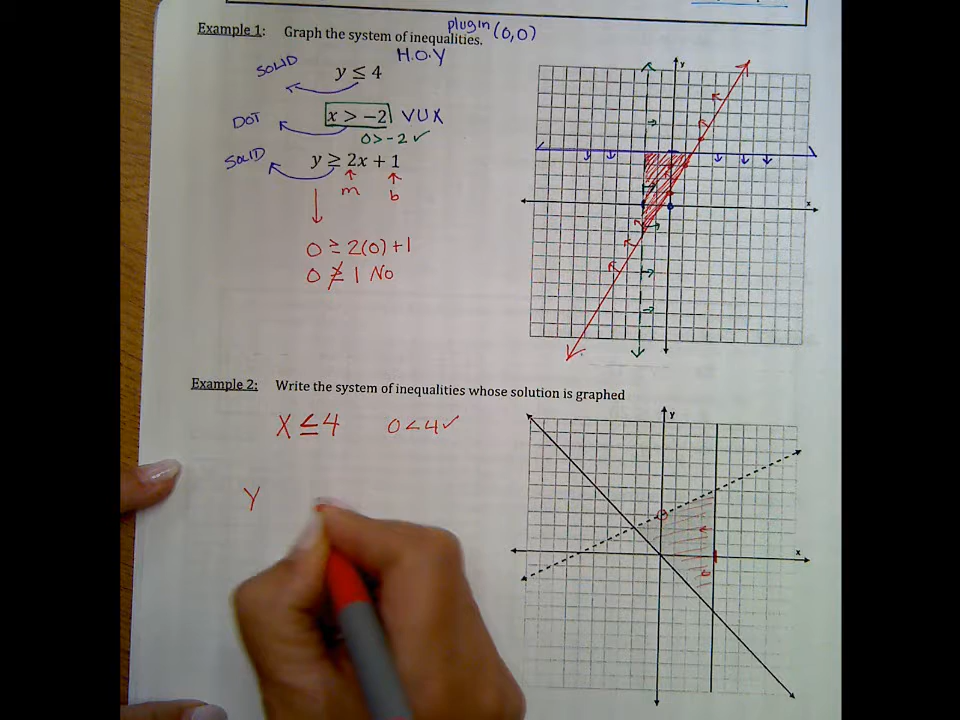 plug in (0,0)
Example 1: Graph the system of inequalities.
H.O.Y
SOLID y ≤ 4
DOT x > −2 VUX
0 > -2 ✓
SOLID y ≥ 2x + 1
m b
0 ≥ 2(0)+1
0 ≱ 1 No
y
x
Example 2: Write the system of inequalities whose solution is graphed
X ≤ 4 0 < 4 ✓
Y
y
x